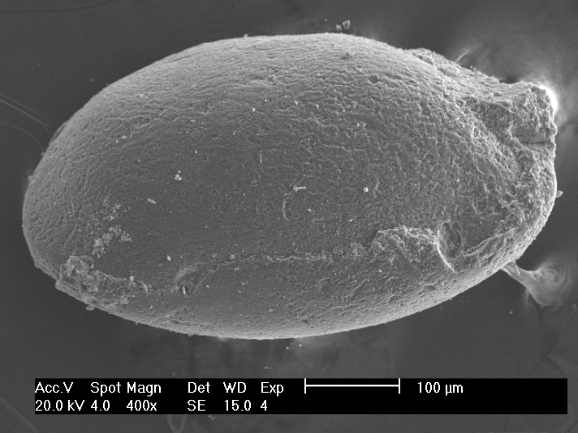 Acc.V Spot Magn Det WD Exp 100 µm
20.0 kV 4.0 400x SE 15.0 4